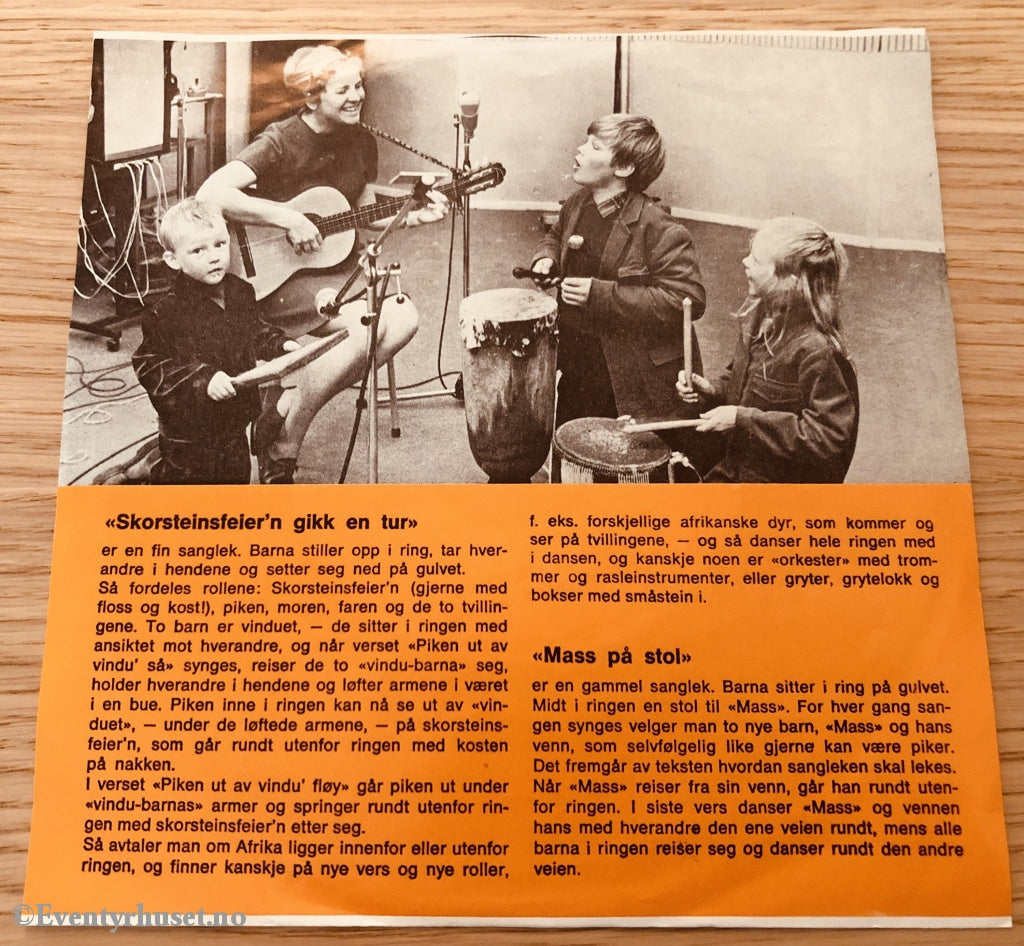 «Skorsteinsfeier'n gikk en tur»
er en fin sanglek. Barna stiller opp i ring, tar hver-
andre i hendene og setter seg ned på gulvet.
Så fordeles rollene: Skorsteinsfeier'n (gjerne med
floss og kost!), piken, moren, faren og de to tvillin-
gene. To barn er vinduet, — de sitter i ringen med
ansiktet mot hverandre, og når verset «Piken ut av
vindu' så» synges, reiser de to «vindu-barna» seg,
holder hverandre i hendene og løfter armene i været
i en bue. Piken inne i ringen kan nå se ut av «vin-
duet», — under de løftede armene, — på skorsteins-
feier'n, som går rundt utenfor ringen med kosten
på nakken.
I verset «Piken ut av vindu' fløy» går piken ut under
«vindu-barnas» armer og springer rundt utenfor rin-
gen med skorsteinsfeier'n etter seg.
Så avtaler man om Afrika ligger innenfor eller utenfor
ringen, og finner kanskje på nye vers og nye roller,
f. eks. forskjellige afrikanske dyr, som kommer og
ser på tvillingene, — og så danser hele ringen med
i dansen, og kanskje noen er «orkester» med trom-
mer og rasleinstrumenter, eller gryter, grytelokk og
bokser med småstein i.
«Mass på stol»
er en gammel sanglek. Barna sitter i ring på gulvet.
Midt i ringen en stol til «Mass». For hver gang san-
gen synges velger man to nye barn, «Mass» og hans
venn, som selvfølgelig like gjerne kan være piker.
Det fremgår av teksten hvordan sangleken skal lekes.
Når «Mass» reiser fra sin venn, går han rundt uten-
for ringen. I siste vers danser «Mass» og vennen
hans med hverandre den ene veien rundt, mens alle
barna i ringen reiser seg og danser rundt den andre
veien.
©Eventyrhuset.no